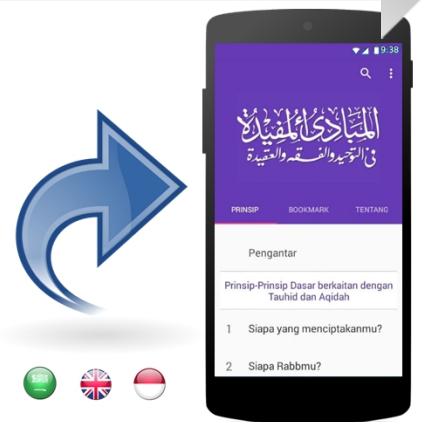 9:38
المبادئ المفيدة
في التوحيد والفقه والعقيدة
PRINSIP BOOKMARK TENTANG
Pengantar
Prinsip-Prinsip Dasar berkaitan dengan
Tauhid dan Aqidah
1 Siapa yang menciptakanmu?
2 Siapa Rabbmu?